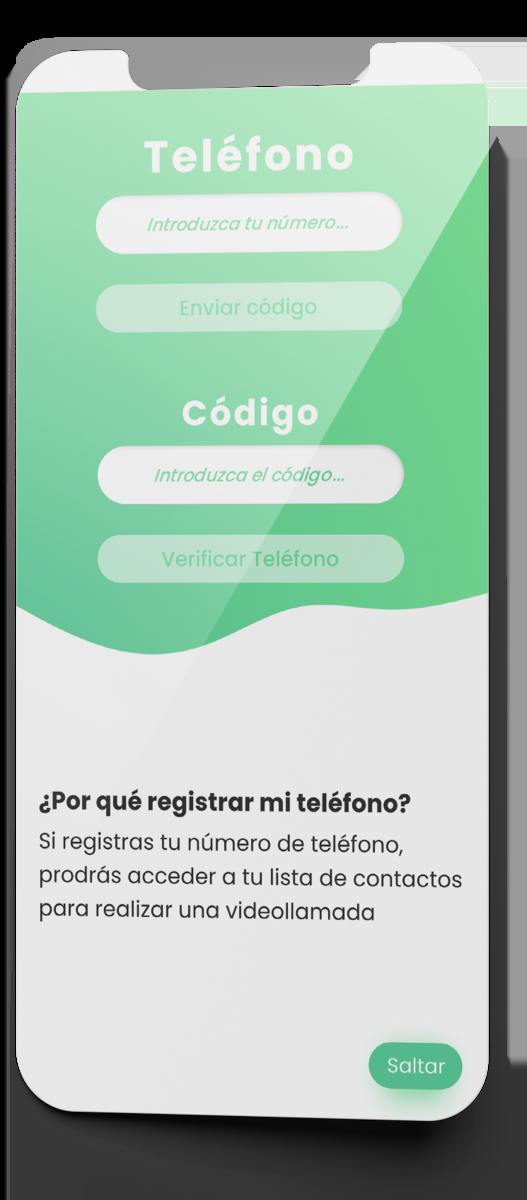 Teléfono
Introduzca tu número...
Enviar código
Código
Introduzca el código...
Verificar Teléfono
¿Por qué registrar mi teléfono?
Si registras tu número de teléfono,
prodrás acceder a tu lista de contactos
para realizar una videollamada
Saltar